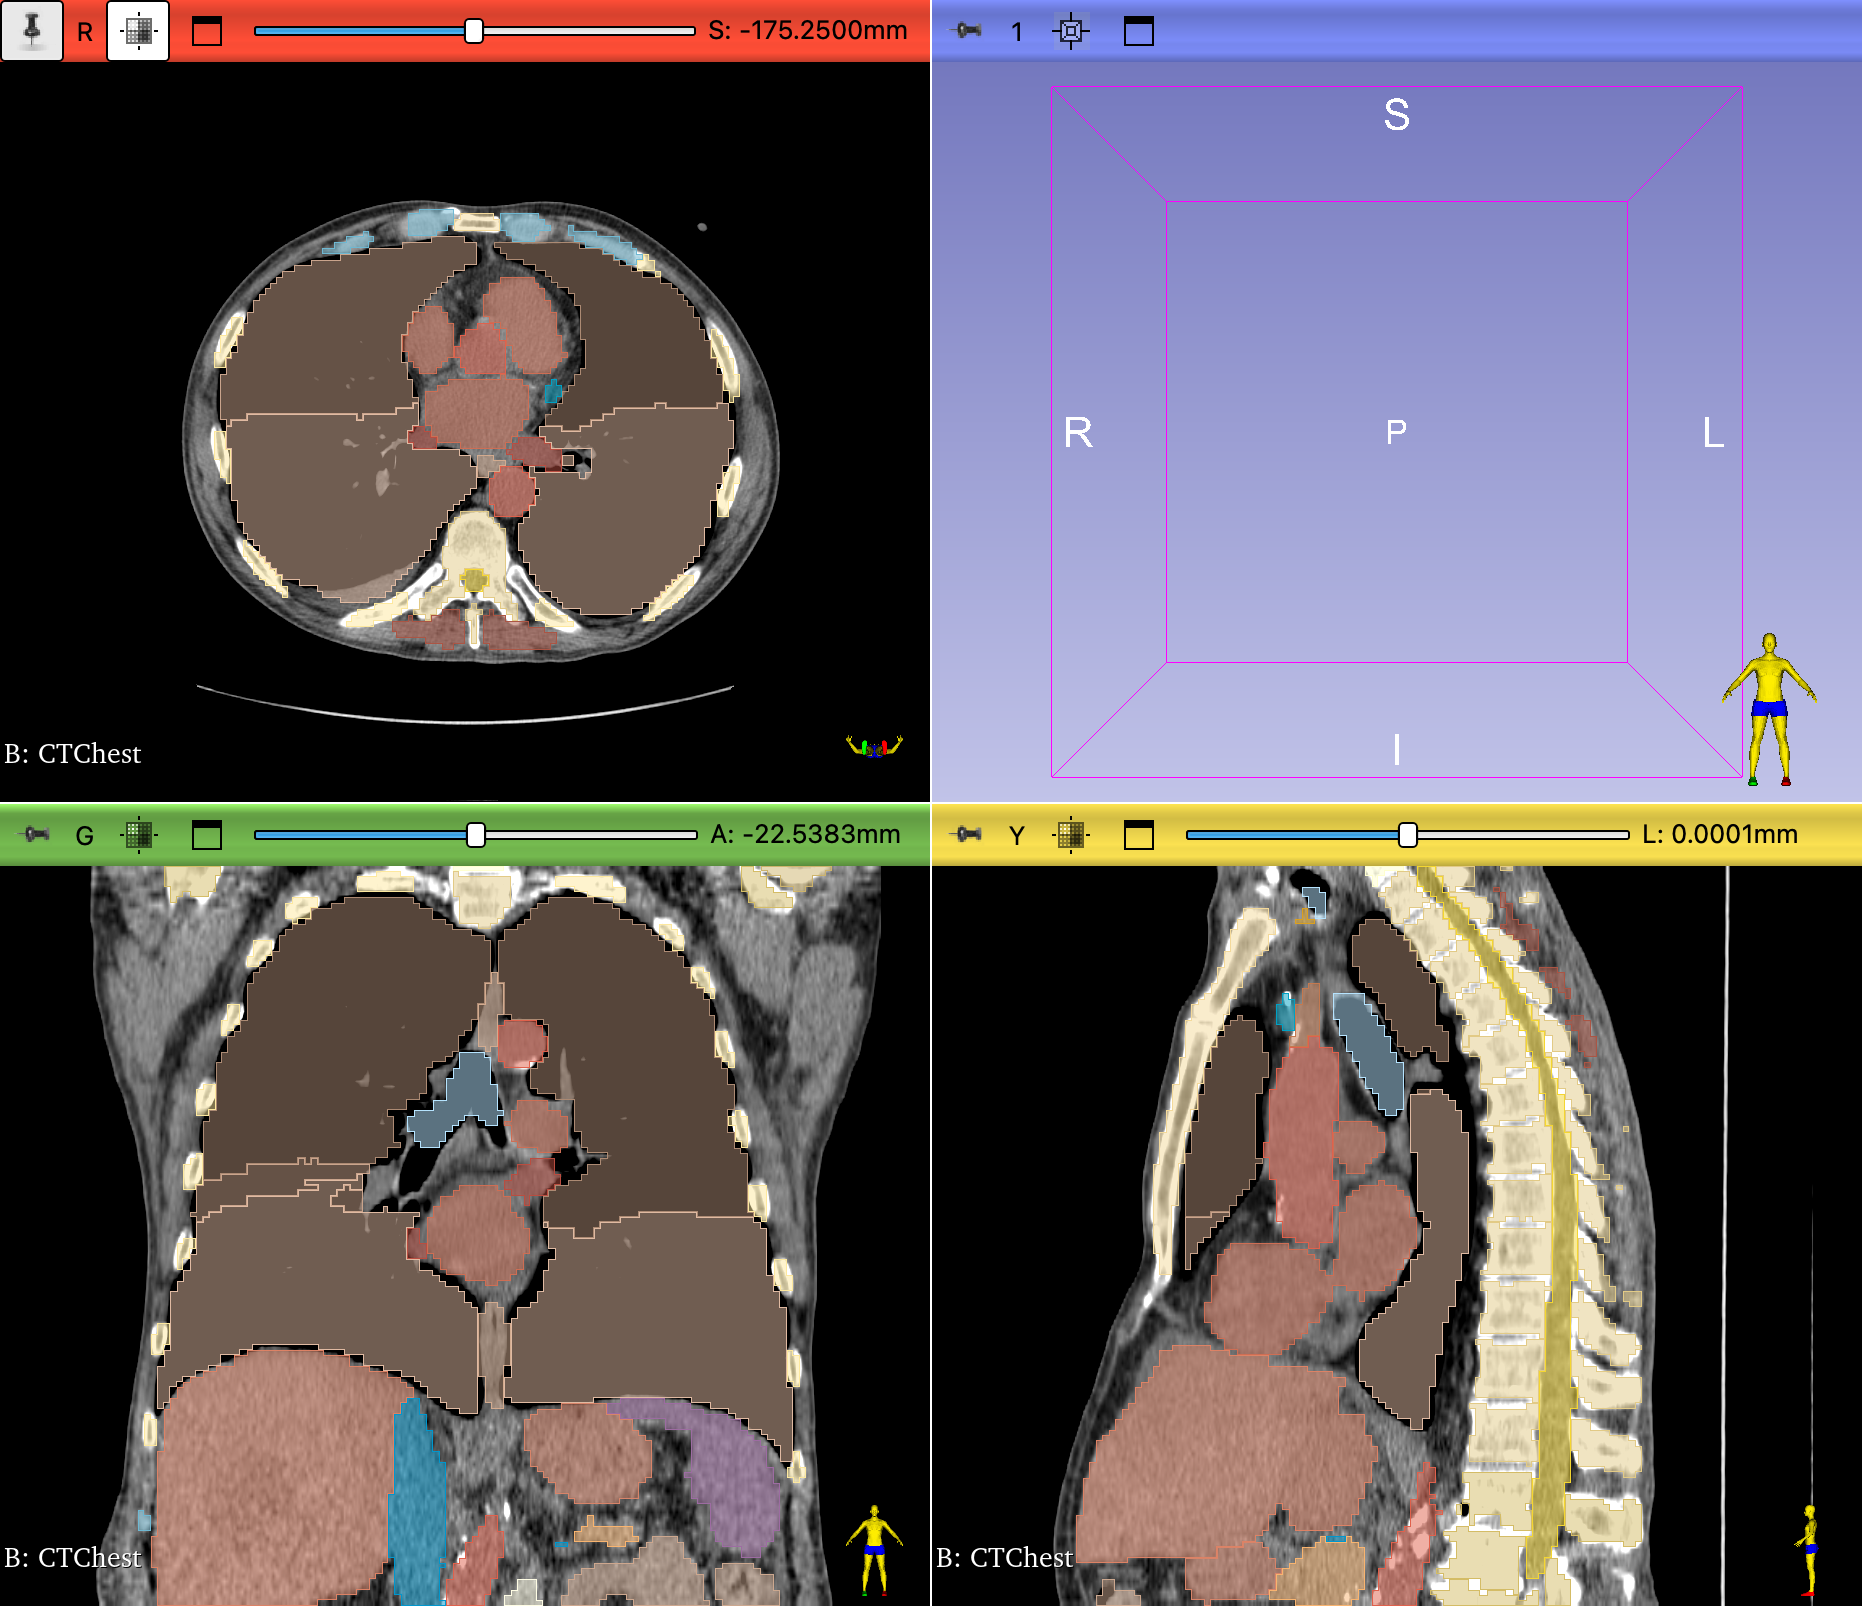 R S: -175.2500mm
1
S
R P L
I
B: CTChest
G A: -22.5383mm
Y L: 0.0001mm
B: CTChest
B: CTChest